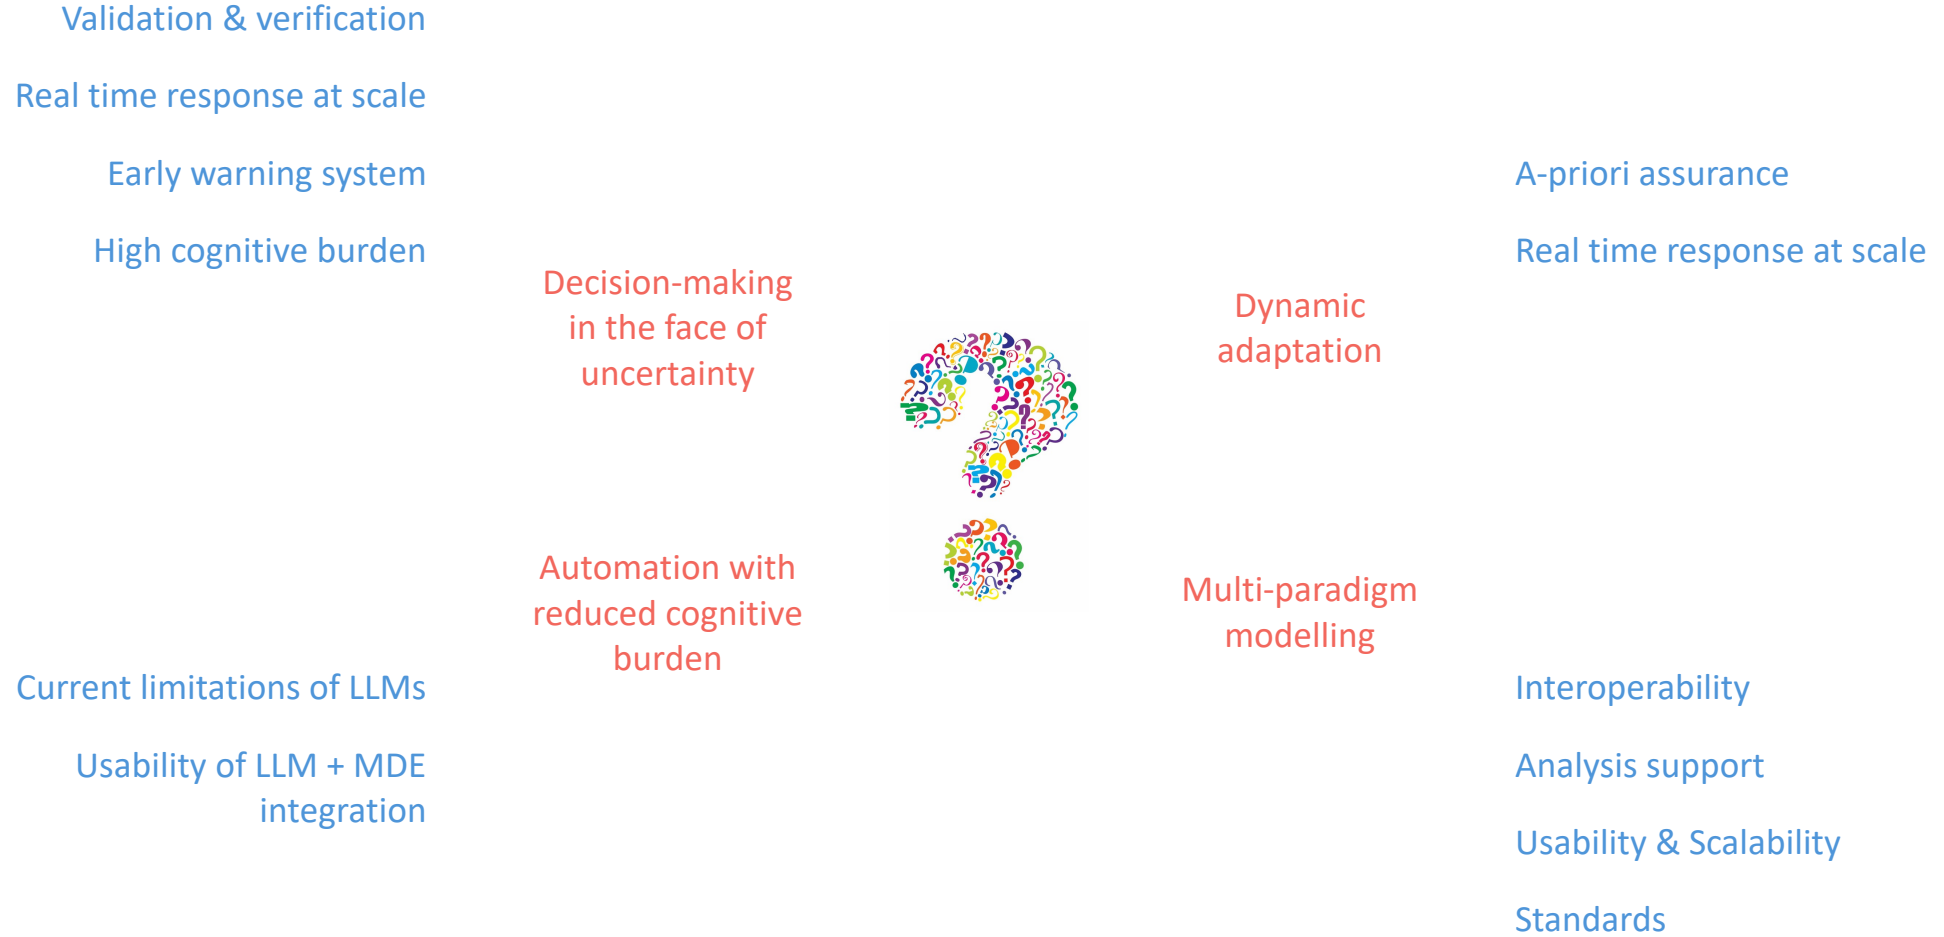 Validation & verification
Real time response at scale
Early warning system
High cognitive burden
Decision-making
in the face of
uncertainty
Dynamic
adaptation
A-priori assurance
Real time response at scale
Automation with
reduced cognitive
burden
Current limitations of LLMs
Usability of LLM + MDE
integration
Multi-paradigm
modelling
Interoperability
Analysis support
Usability & Scalability
Standards